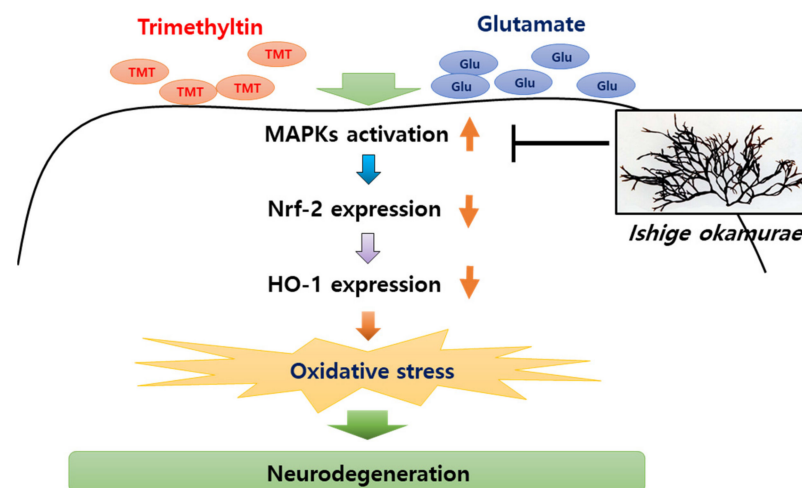 Trimethyltin
Glutamate
TMT
TMT
TMT
TMT
Glu
Glu
Glu
Glu
Glu
MAPKs activation
Nrf-2 expression
HO-1 expression
Ishige okamurae
Oxidative stress
Neurodegeneration